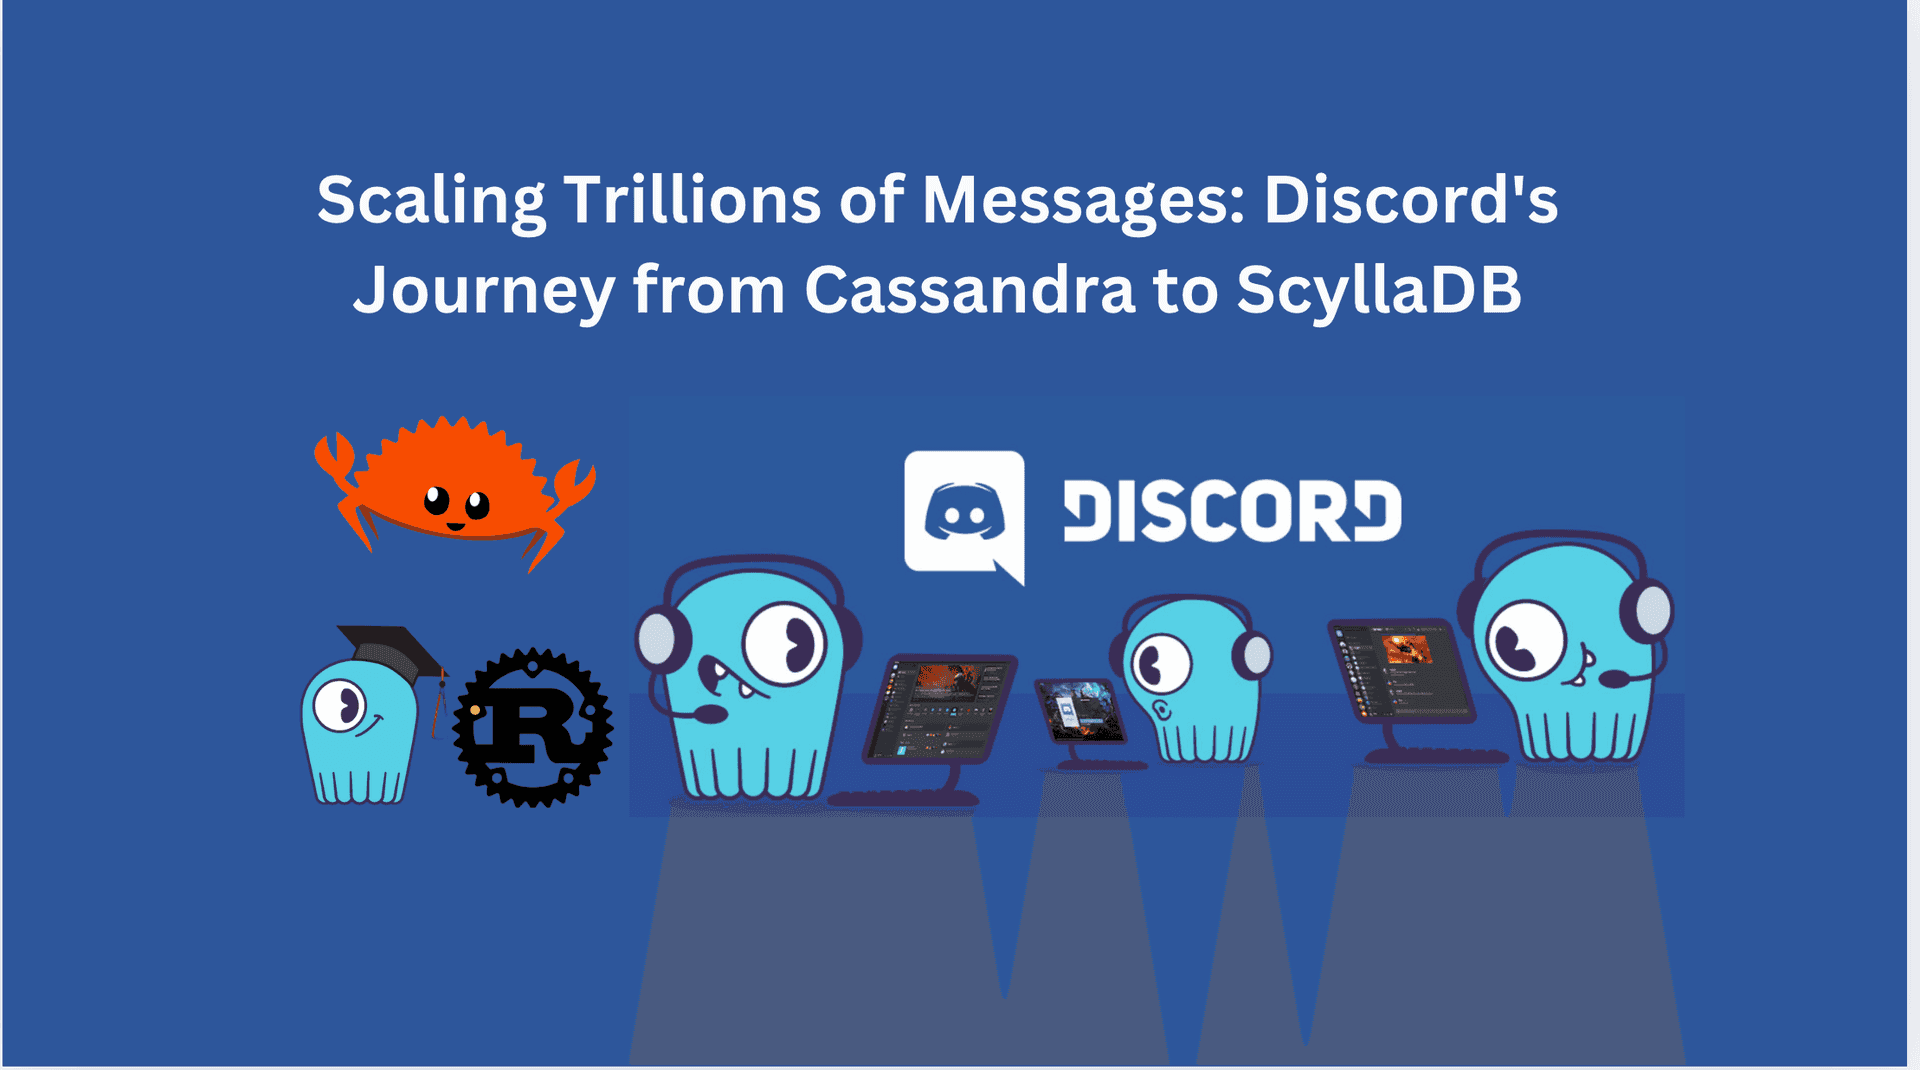 Scaling Trillions of Messages: Discord's
Journey from Cassandra to ScyllaDB
DISCORD
R